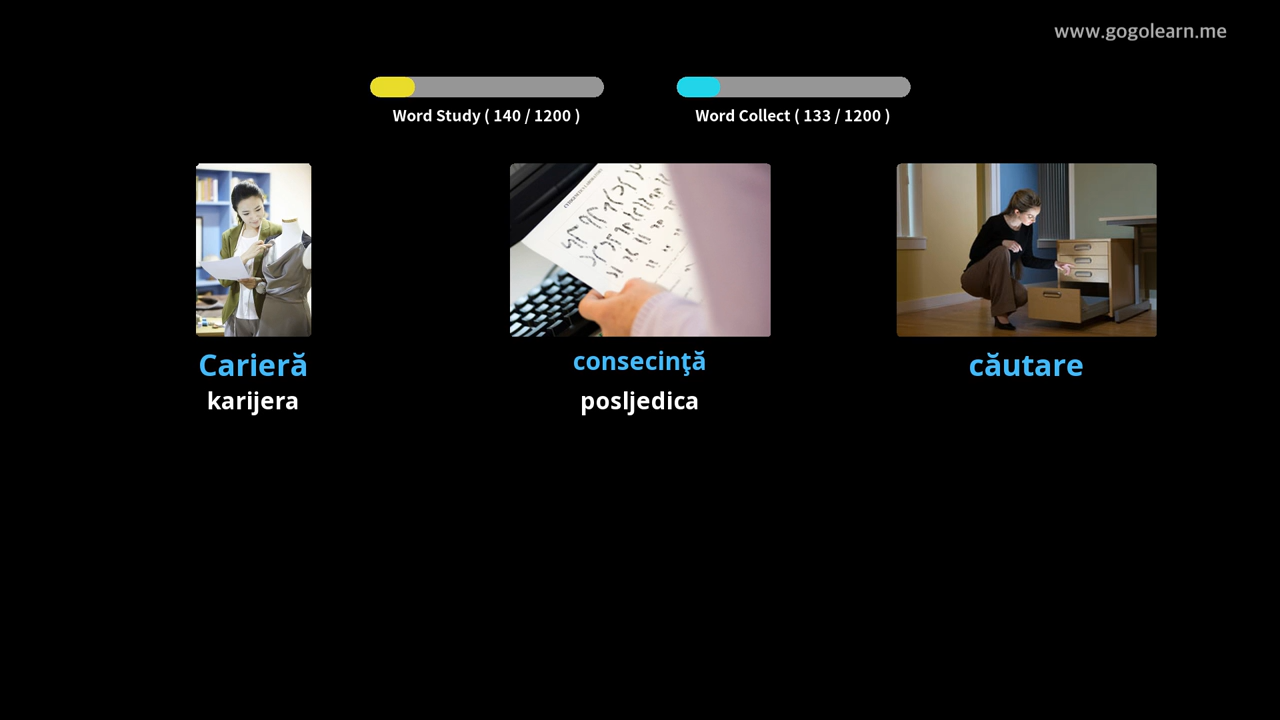 www.gogolearn.me
Word Study ( 140 / 1200 )
Word Collect ( 133 / 1200 )
Carieră
karijera
consecinţă
posljedica
căutare